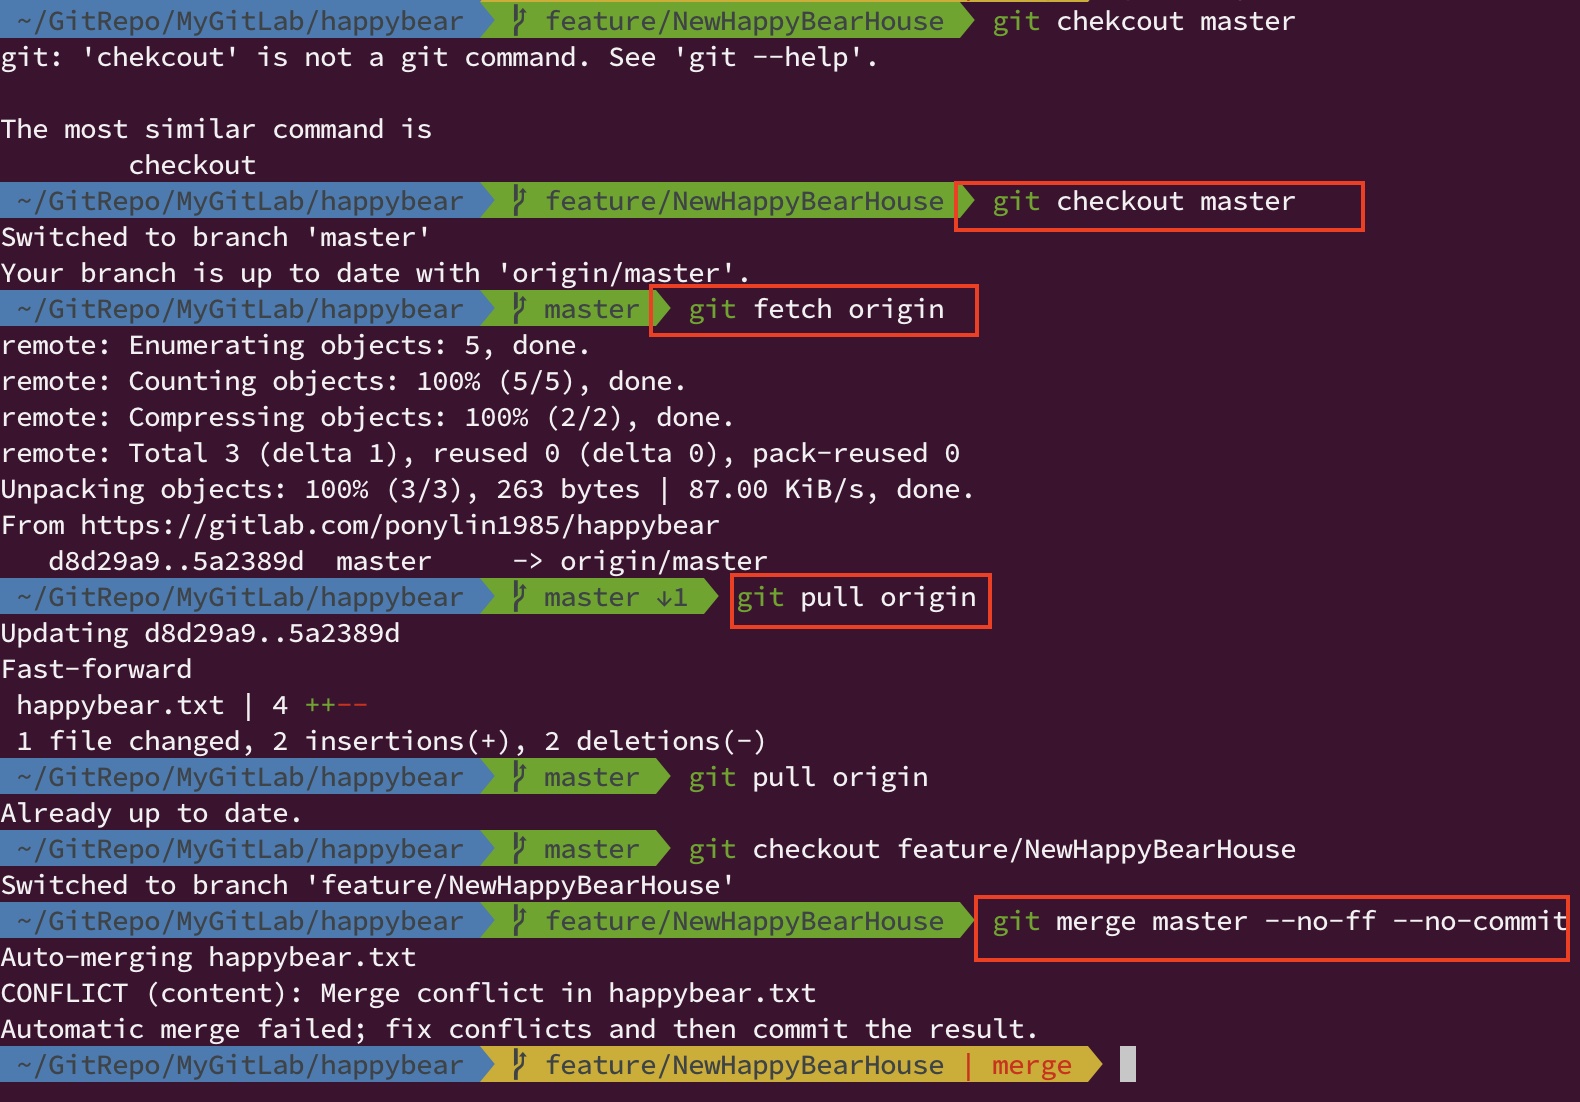 ~/GitRepo/MyGitLab/happybear feature/NewHappyBearHouse git chekcout master
git: 'chekcout' is not a git command. See 'git --help'.
The most similar command is
checkout
~/GitRepo/MyGitLab/happybear feature/NewHappyBearHouse git checkout master
Switched to branch 'master'
Your branch is up to date with 'origin/master'.
~/GitRepo/MyGitLab/happybear master git fetch origin
remote: Enumerating objects: 5, done.
remote: Counting objects: 100% (5/5), done.
remote: Compressing objects: 100% (2/2), done.
remote: Total 3 (delta 1), reused 0 (delta 0), pack-reused 0
Unpacking objects: 100% (3/3), 263 bytes | 87.00 KiB/s, done.
From https://gitlab.com/ponylin1985/happybear
d8d29a9..5a2389d master -> origin/master
~/GitRepo/MyGitLab/happybear master ↓1 git pull origin
Updating d8d29a9..5a2389d
Fast-forward
happybear.txt | 4 ++--
1 file changed, 2 insertions(+), 2 deletions(-)
~/GitRepo/MyGitLab/happybear master git pull origin
Already up to date.
~/GitRepo/MyGitLab/happybear master git checkout feature/NewHappyBearHouse
Switched to branch 'feature/NewHappyBearHouse'
~/GitRepo/MyGitLab/happybear feature/NewHappyBearHouse git merge master --no-ff --no-commit
Auto-merging happybear.txt
CONFLICT (content): Merge conflict in happybear.txt
Automatic merge failed; fix conflicts and then commit the result.
~/GitRepo/MyGitLab/happybear feature/NewHappyBearHouse | merge